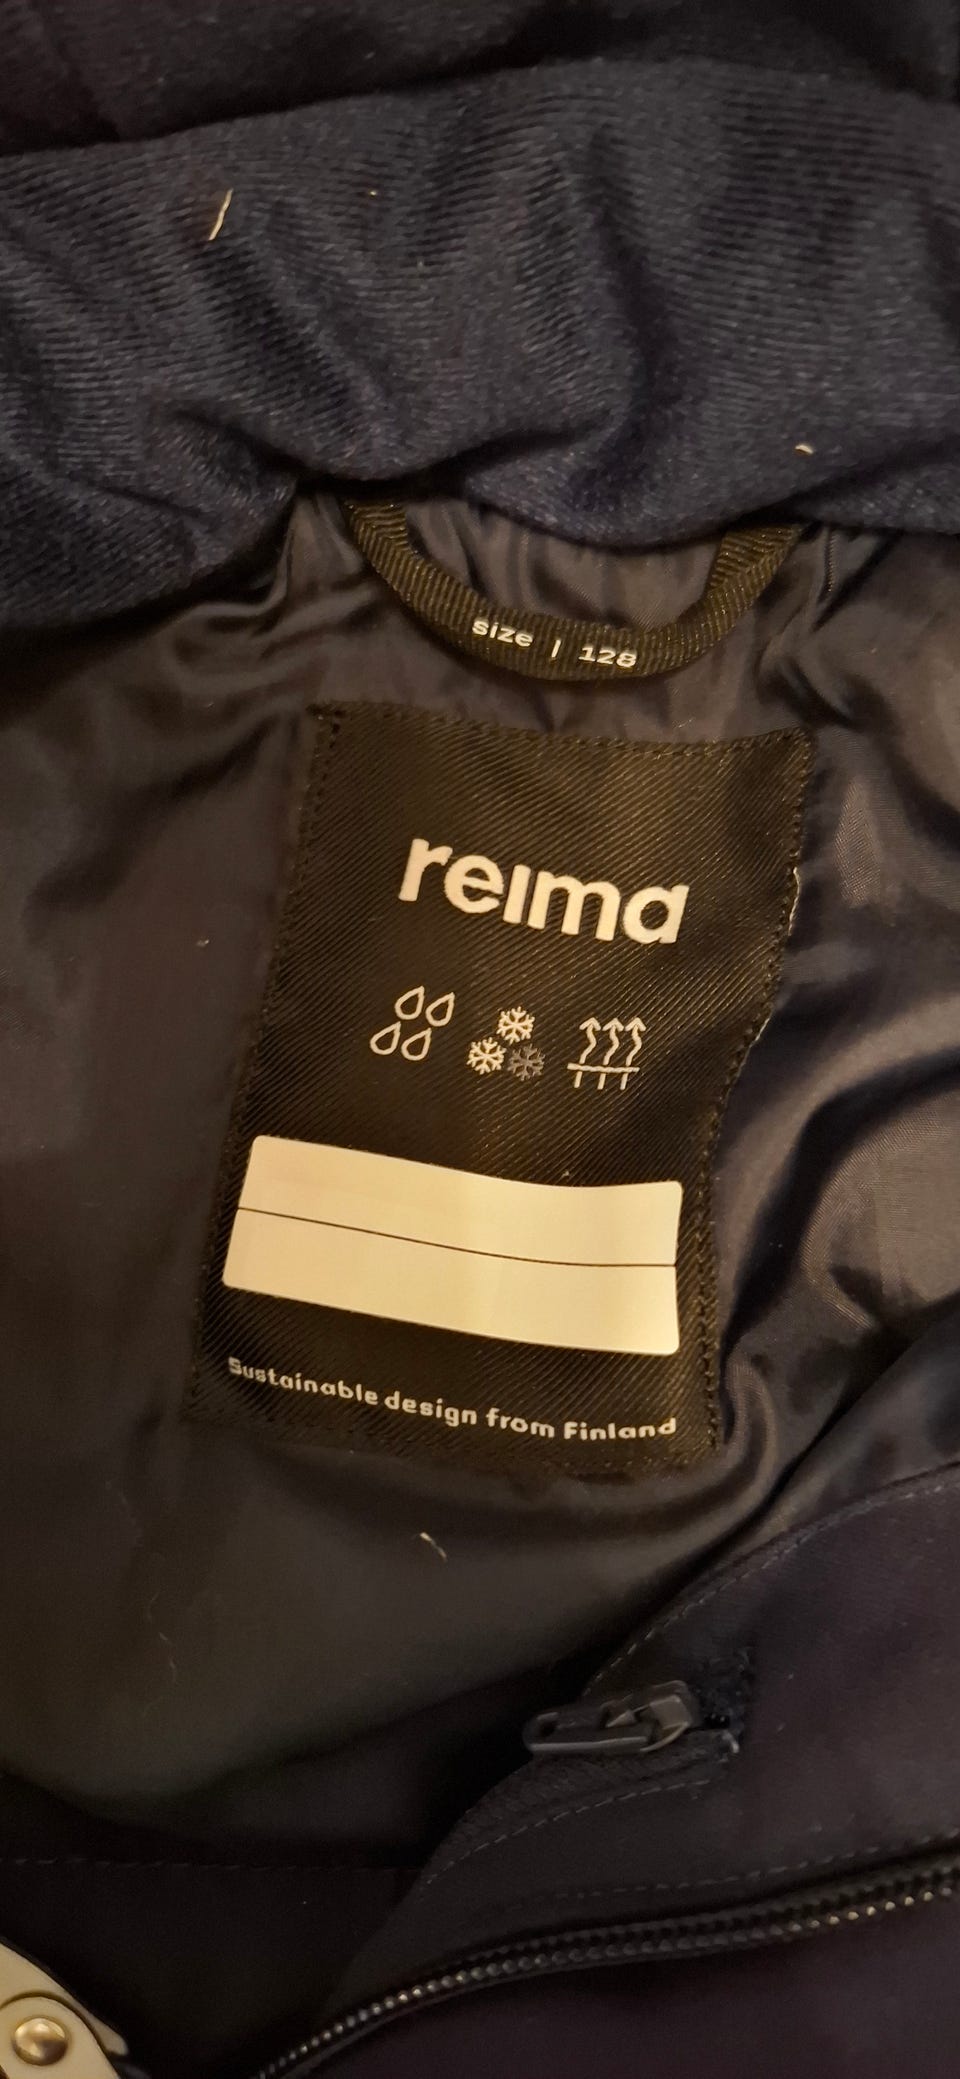 size | 128
reima
Sustainable design from Finland